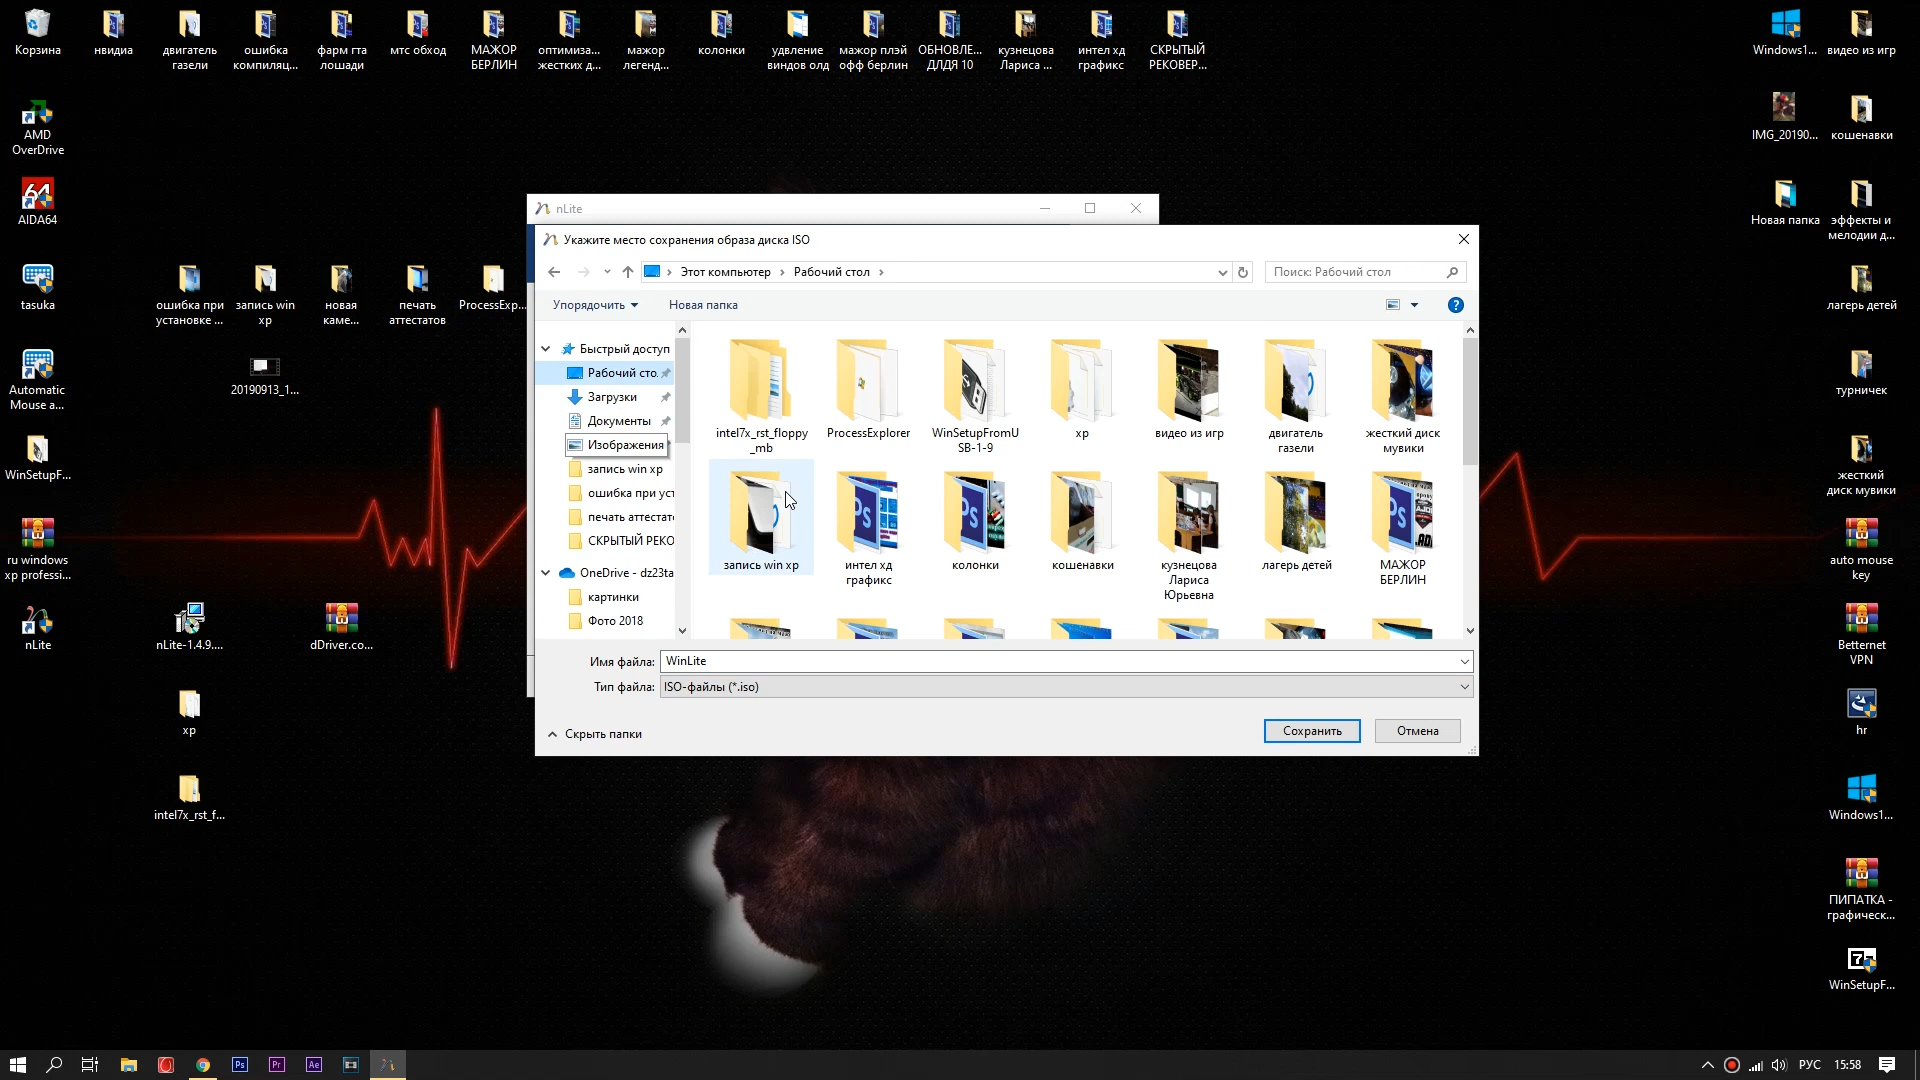 Корзина
нвидиа
двигатель
газели
ошибка
компиляц...
фарм гта
лошади
мтс обход
МАЖОР
БЕРЛИН
оптимиза...
жестких д...
мажор
легенд...
колонки
удвление
виндов олд
мажор плэй
офф берлин
ОБНОВЛЕ...
ДЛДЯ 10
кузнецова
Лариса ...
интел хд
графикс
СКРЫТЫЙ
РЕКОВЕР...
Windows1...
видео из игр
AMD
OverDrive
IMG_20190...
кошенавки
64
AIDA64
Новая папка
эффекты и
мелодии д...
tasuka
ошибка при
установке ...
запись win
xp
новая
каме...
печать
аттестатов
ProcessExp...
лагерь детей
Automatic
Mouse a...
20190913_1...
турничек
WinSetupF...
жесткий
диск мувики
ru windows
xp professi...
auto mouse
key
nLite
nLite-1.4.9....
dDriver.co...
Betternet
VPN
xp
hr
intel7x_rst_f...
Windows1...
ПИПАТКА -
графическ...
WinSetupF...
nLite
Укажите место сохранения образа диска ISO
Этот компьютер
Рабочий стол
Поиск: Рабочий стол
Упорядочить
Новая папка
Быстрый доступ
Рабочий сто.
Загрузки
Документы
Изображения
запись win xp
ошибка при уст
печать аттестат
СКРЫТЫЙ РЕКО
OneDrive - dz23ta
картинки
Фото 2018
intel7x_rst_floppy
_mb
ProcessExplorer
WinSetupFromU
SB-1-9
xp
видео из игр
двигатель
газели
жесткий диск
мувики
запись win xp
интел хд
графикс
колонки
кошенавки
кузнецова
Лариса
Юрьевна
лагерь детей
МАЖОР
БЕРЛИН
Имя файла:
WinLite
Тип файла:
ISO-файлы (*.iso)
Скрыть папки
Сохранить
Отмена
Ps
Pr
Ae
РУС
15:58